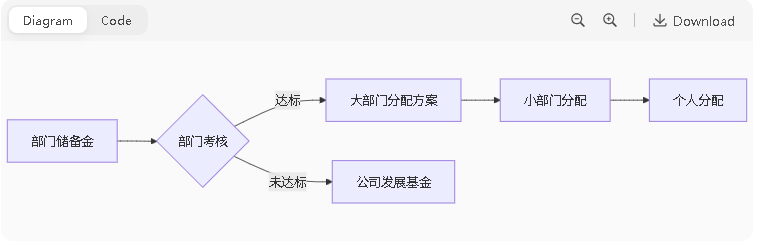 Diagram
Code
Download
部门储备金
部门考核
达标
大部门分配方案
小部门分配
个人分配
未达标
公司发展基金